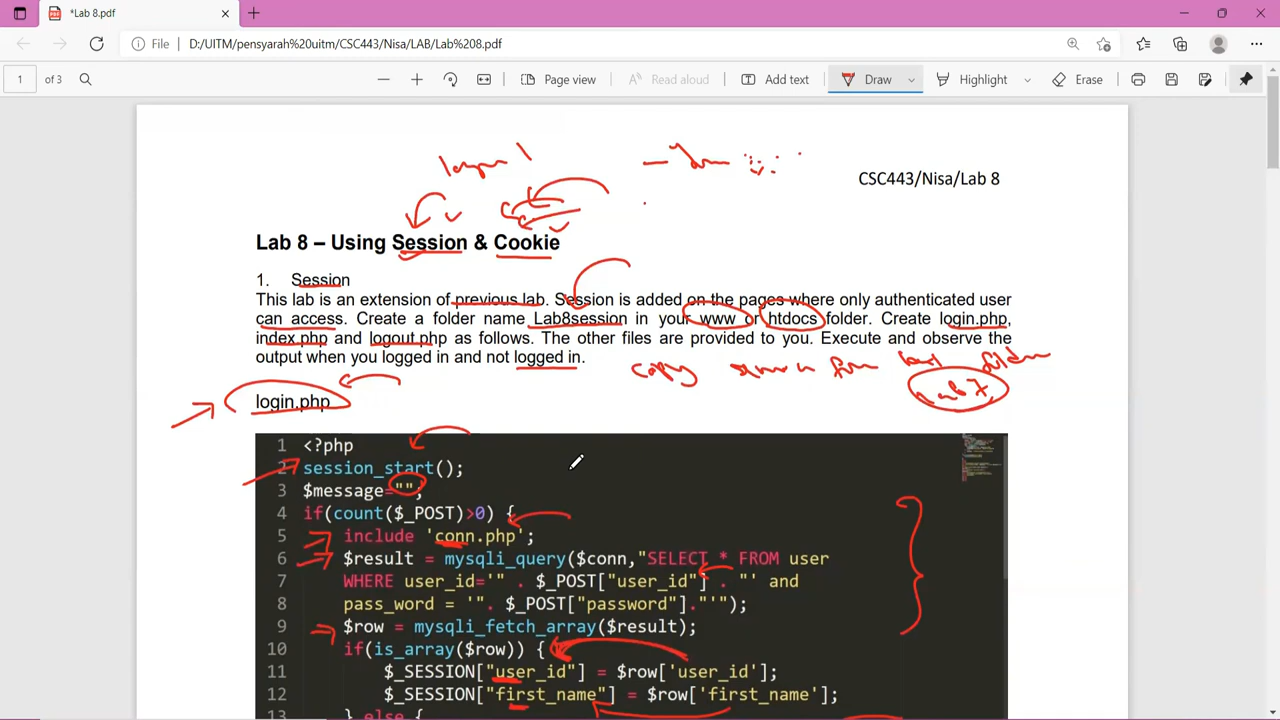 *Lab 8.pdf
File D:/UITM/pensyarah%20uitm/CSC443/Nisa/LAB/Lab%208.pdf
1 of 3 Page view Read aloud Add text Draw Highlight Erase
CSC443/Nisa/Lab 8
Lab 8 – Using Session & Cookie
1. Session
This lab is an extension of previous lab. Session is added on the pages where only authenticated user
can access. Create a folder name Lab8session in your www or htdocs folder. Create login.php,
index.php and logout.php as follows. The other files are provided to you. Execute and observe the
output when you logged in and not logged in.
copy
lab 7
login.php
1 <?php
2 session_start();
3 $message="";
4 if(count($_POST)>0) {
5 include 'conn.php';
6 $result = mysqli_query($conn,"SELECT * FROM user
7 WHERE user_id='" . $_POST["user_id"] . "' and
8 pass_word = '". $_POST["password"]."'");
9 $row = mysqli_fetch_array($result);
10 if(is_array($row)) {
11 $_SESSION["user_id"] = $row['user_id'];
12 $_SESSION["first_name"] = $row['first_name'];
13 } else {